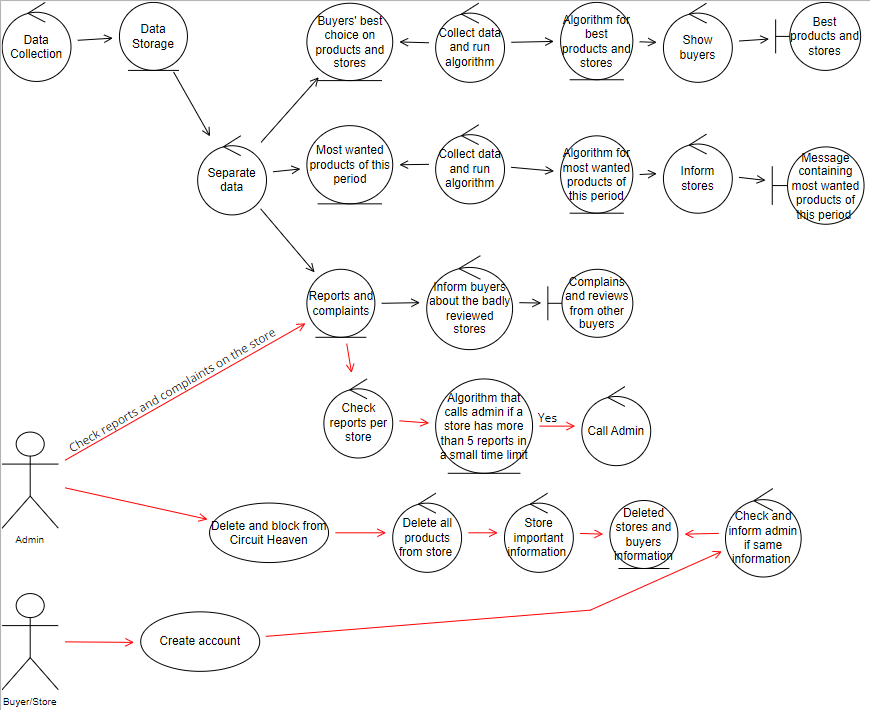 Data
Collection
Data
Storage
Buyers' best
choice on
products and
stores
Collect data
and run
algorithm
Algorithm for
best
products and
stores
Show
buyers
Best
products and
stores
Separate
data
Most wanted
products of this
period
Collect data
and run
algorithm
Algorithm for
most wanted
products of
this period
Inform
stores
Message
containing
most wanted
products of
this period
Reports and
complaints
Inform buyers
about the badly
reviewed
stores
Complains
and reviews
from other
buyers
Check reports and complaints on the store
Check
reports per
store
Algorithm that
calls admin if a
store has more
than 5 reports in
a small time limit
Yes
Call Admin
Admin
Delete and block from
Circuit Heaven
Delete all
products
from store
Store
important
information
Deleted
stores and
buyers
information
Check and
inform admin
if same
information
Create account
Buyer/Store